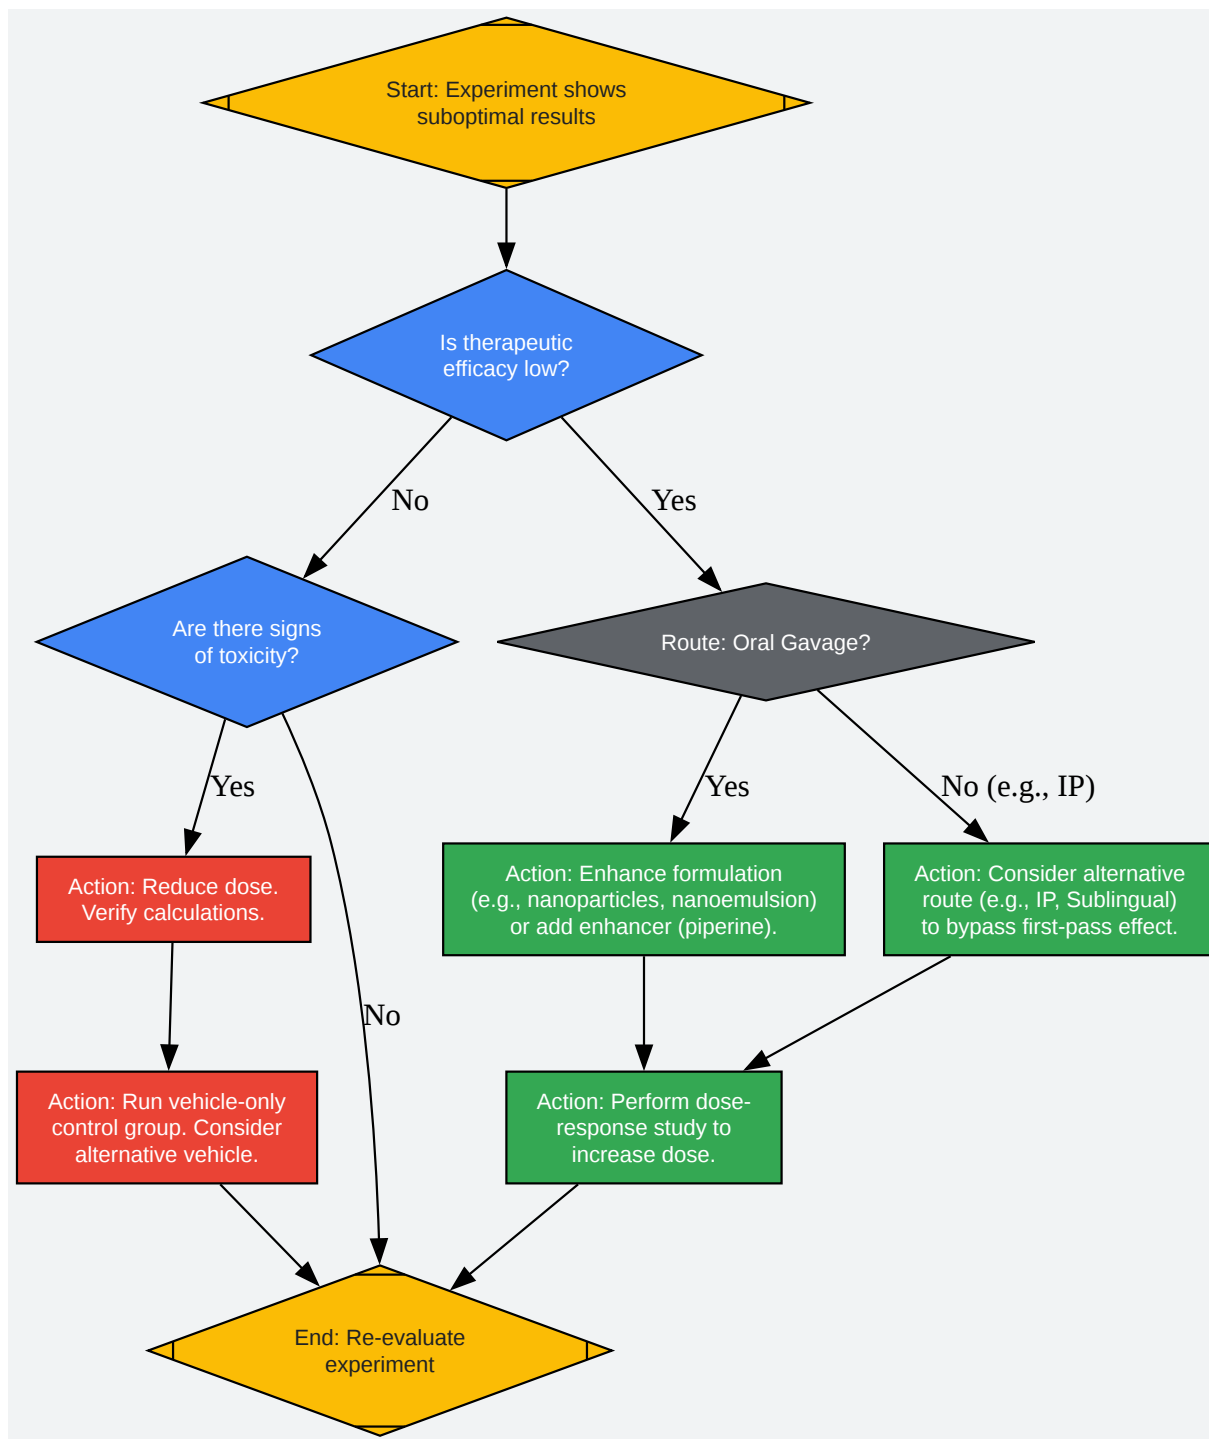 Start: Experiment shows
suboptimal results
Is therapeutic
efficacy low?
No
Yes
Are there signs
of toxicity?
Route: Oral Gavage?
Yes
Yes
No (e.g., IP)
Action: Reduce dose.
Verify calculations.
Action: Enhance formulation
(e.g., nanoparticles, nanoemulsion)
or add enhancer (piperine).
Action: Consider alternative
route (e.g., IP, Sublingual)
to bypass first-pass effect.
No
Action: Run vehicle-only
control group. Consider
alternative vehicle.
Action: Perform dose-
response study to
increase dose.
End: Re-evaluate
experiment